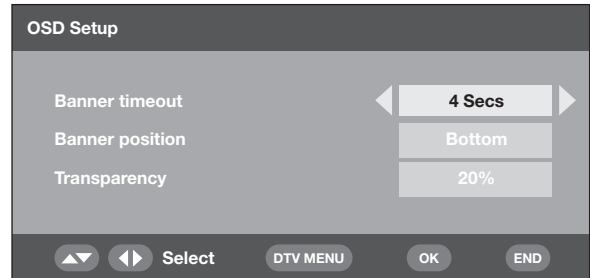 OSD Setup
Banner timeout 4 Secs
Banner position Bottom
Transparency 20%
Select DTV MENU OK END